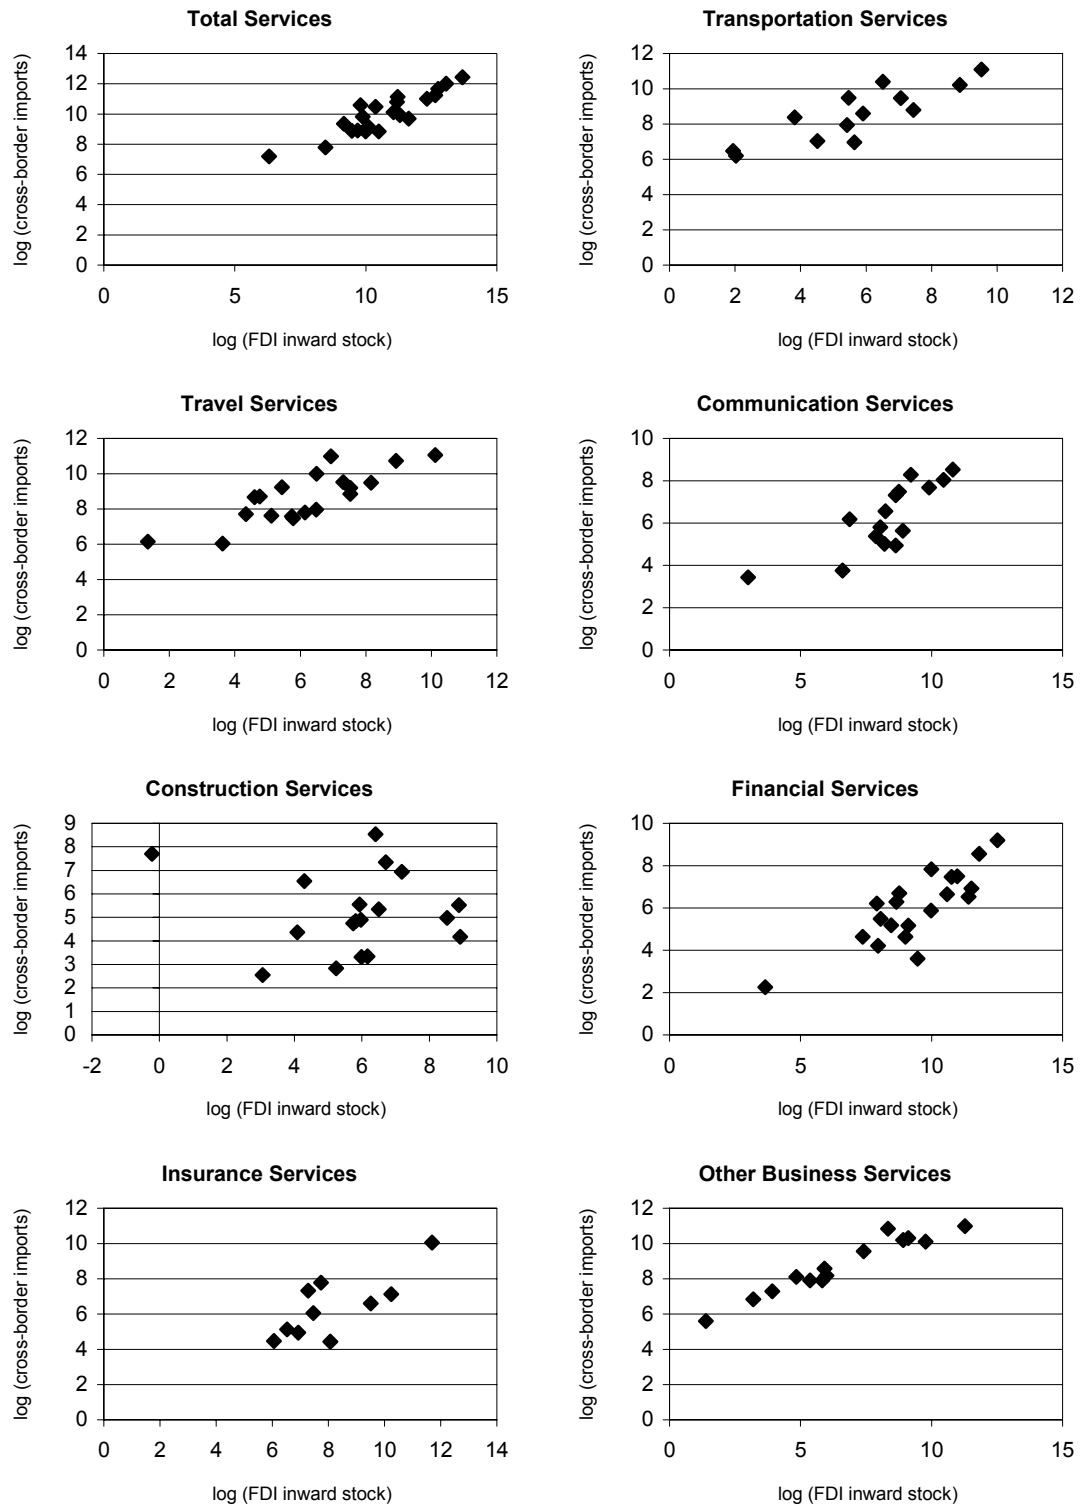 Total Services
14
12
10
8
6
4
2
0
0 5 10 15
log (cross-border imports)
log (FDI inward stock)
Transportation Services
12
10
8
6
4
2
0
0 2 4 6 8 10 12
log (cross-border imports)
log (FDI inward stock)
Travel Services
12
10
8
6
4
2
0
0 2 4 6 8 10 12
log (cross-border imports)
log (FDI inward stock)
Communication Services
10
8
6
4
2
0
0 5 10 15
log (cross-border imports)
log (FDI inward stock)
Construction Services
9
8
7
6
5
4
3
2
1
0
-2 0 2 4 6 8 10
log (cross-border imports)
log (FDI inward stock)
Financial Services
10
8
6
4
2
0
0 5 10 15
log (cross-border imports)
log (FDI inward stock)
Insurance Services
12
10
8
6
4
2
0
0 2 4 6 8 10 12 14
log (cross-border imports)
log (FDI inward stock)
Other Business Services
12
10
8
6
4
2
0
0 5 10 15
log (cross-border imports)
log (FDI inward stock)